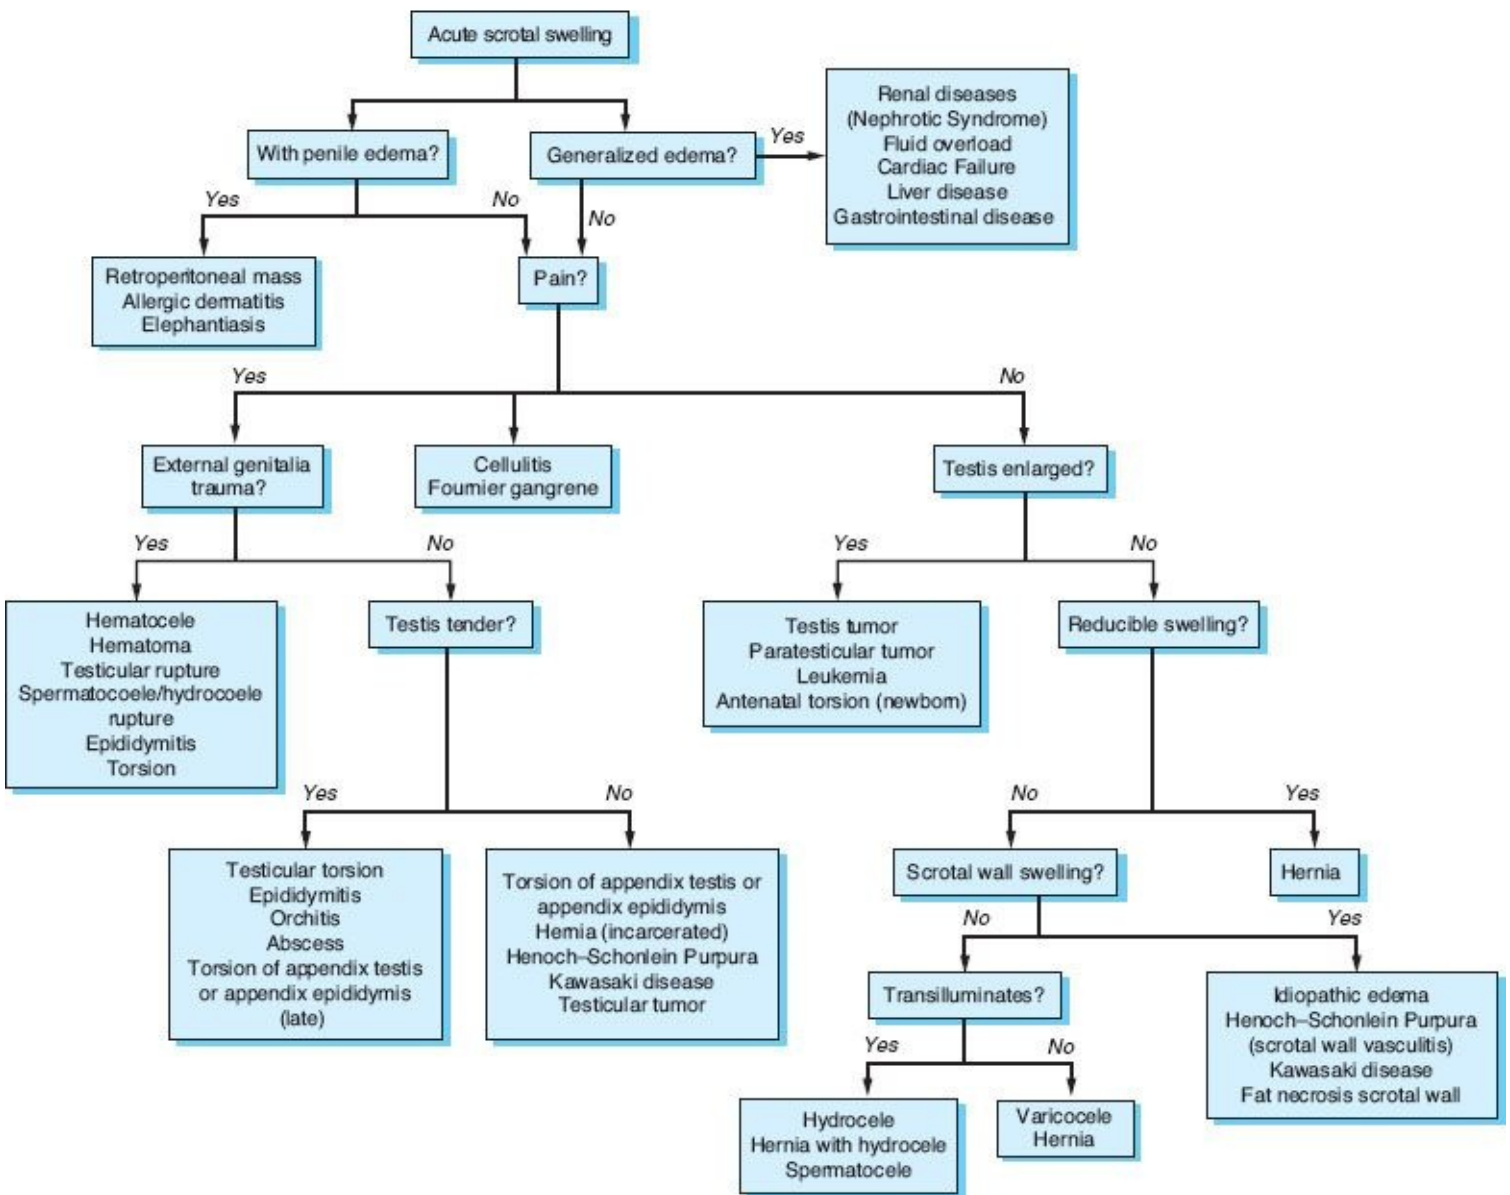 Acute scrotal swelling
With penile edema?
Generalized edema?
Yes
Renal diseases
(Nephrotic Syndrome)
Fluid overload
Cardiac Failure
Liver disease
Gastrointestinal disease
Yes
No
No
Retroperitoneal mass
Allergic dermatitis
Elephantiasis
Pain?
Yes
No
External genitalia
trauma?
Cellulitis
Fournier gangrene
Testis enlarged?
Yes
No
Yes
No
Hematocele
Hematoma
Testicular rupture
Spermatocoele/hydrocoele
rupture
Epididymitis
Torsion
Testis tender?
Testis tumor
Paratesticular tumor
Leukemia
Antenatal torsion (newborn)
Reducible swelling?
Yes
No
No
Yes
Testicular torsion
Epididymitis
Orchitis
Abscess
Torsion of appendix testis
or appendix epididymis
(late)
Torsion of appendix testis or
appendix epididymis
Hernia (incarcerated)
Henoch–Schonlein Purpura
Kawasaki disease
Testicular tumor
Scrotal wall swelling?
Hernia
No
Yes
Transilluminates?
Idiopathic edema
Henoch–Schonlein Purpura
(scrotal wall vasculitis)
Kawasaki disease
Fat necrosis scrotal wall
Yes
No
Hydrocele
Hernia with hydrocele
Spermatocele
Varicocele
Hernia